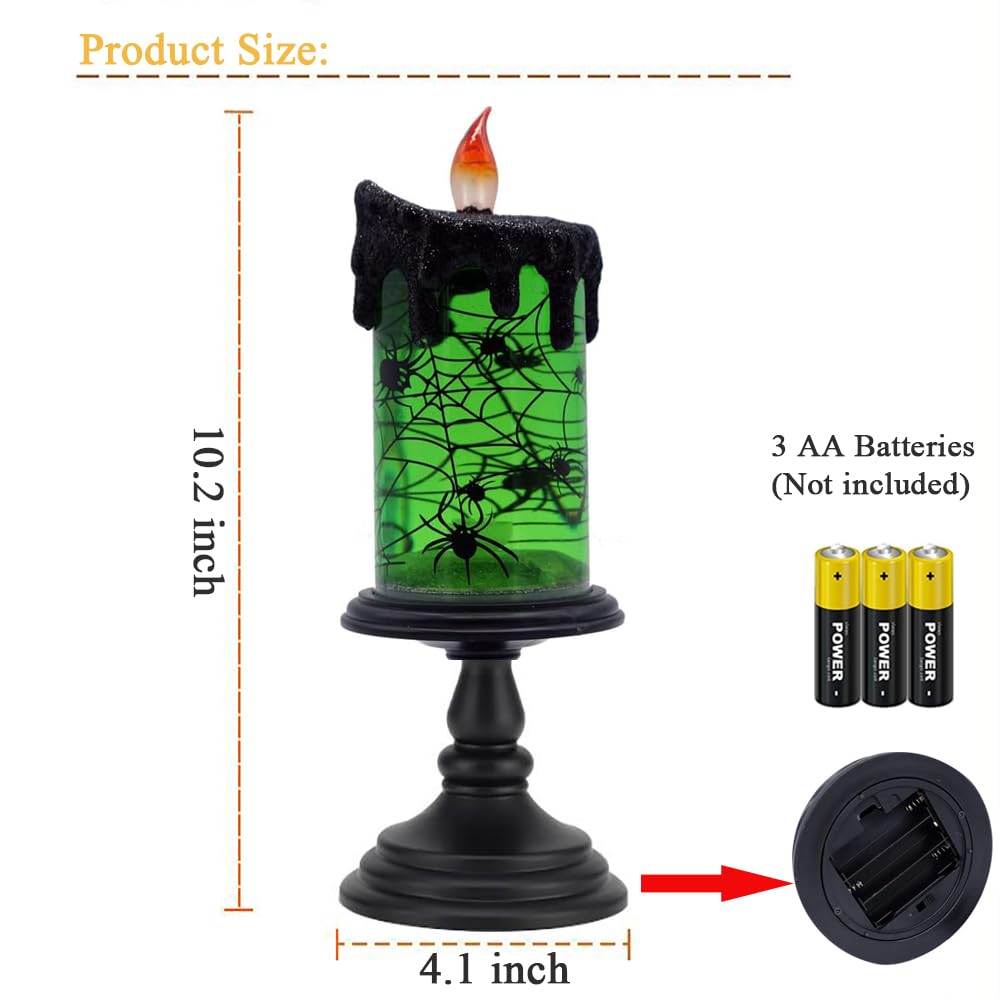 Product Size:
10.2 inch
3 AA Batteries
(Not included)
+ + +
POWER POWER POWER
- - -
4.1 inch